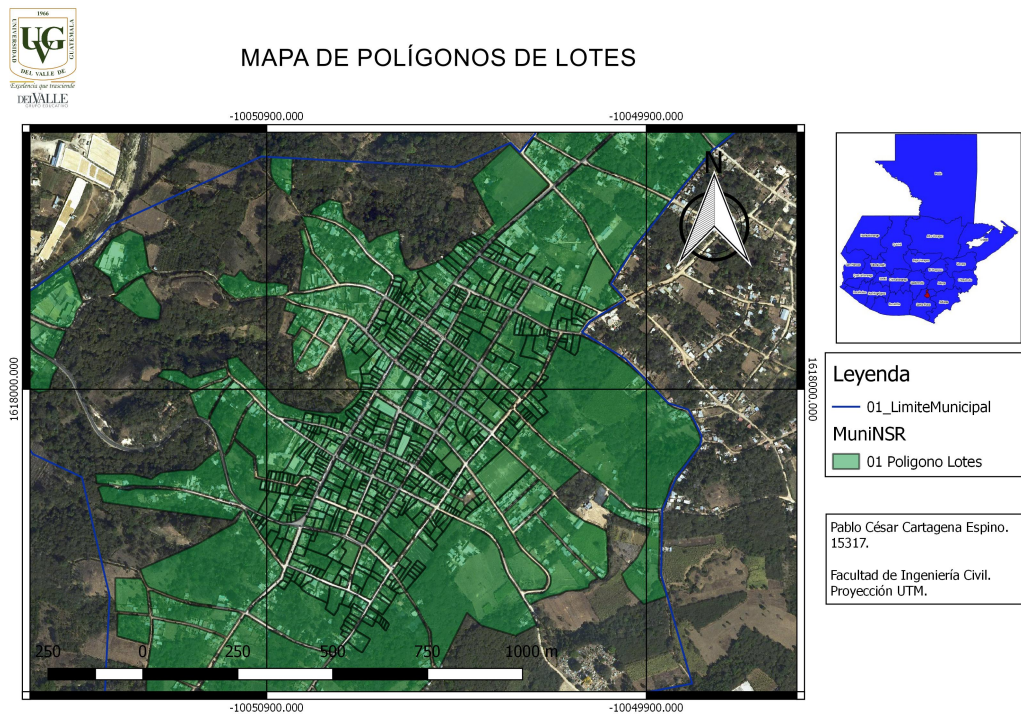 1966
UNIVERSIDAD
UVG
GUATEMALA
DEL VALLE DE
Excelencia que trasciende
DEL VALLE
GRUPO EDUCATIVO
MAPA DE POLÍGONOS DE LOTES
-10050900.000
-10049900.000
N
1618000.000
1618000.000
250
0
250
500
750
1000 m
-10050900.000
-10049900.000
Leyenda
01_LimiteMunicipal
MuniNSR
01 Poligono Lotes
Pablo César Cartagena Espino.
15317.
Facultad de Ingeniería Civil.
Proyección UTM.